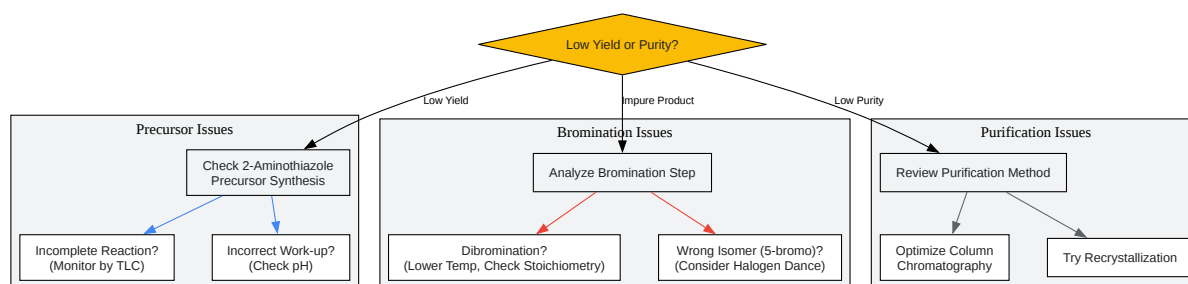 Low Yield or Purity?
Low Yield
Impure Product
Low Purity
Precursor Issues
Bromination Issues
Purification Issues
Check 2-Aminothiazole
Precursor Synthesis
Analyze Bromination Step
Review Purification Method
Incomplete Reaction?
(Monitor by TLC)
Incorrect Work-up?
(Check pH)
Dibromination?
(Lower Temp, Check Stoichiometry)
Wrong Isomer (5-bromo)?
(Consider Halogen Dance)
Optimize Column
Chromatography
Try Recrystallization